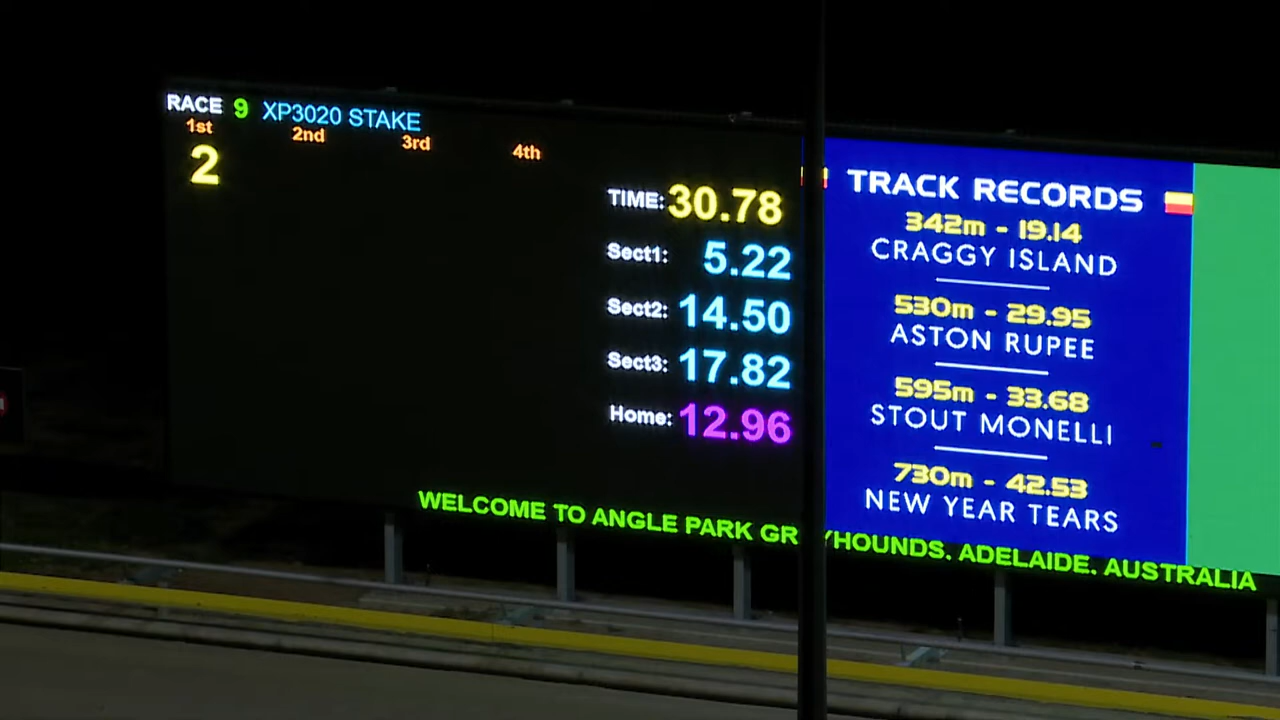 RACE 9 XP3020 STAKE
1st 2nd 3rd 4th
2
TIME: 30.78
Sect1: 5.22
Sect2: 14.50
Sect3: 17.82
Home: 12.96
TRACK RECORDS
342m - 19.14
CRAGGY ISLAND
530m - 29.95
ASTON RUPEE
595m - 33.68
STOUT MONELLI
730m - 42.53
NEW YEAR TEARS
WELCOME TO ANGLE PARK GREYHOUNDS. ADELAIDE. AUSTRALIA